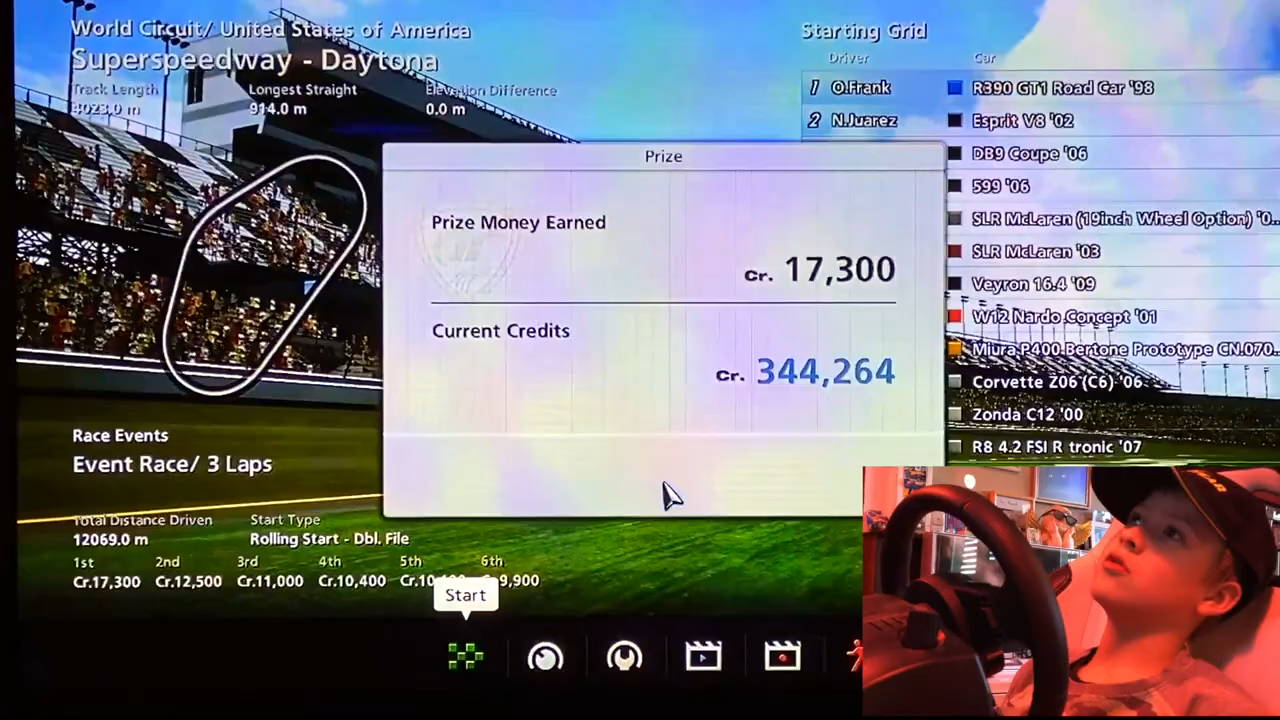 World Circuit/ United States of America
Superspeedway - Daytona
Track Length
Longest Straight
Elevation Difference
4023.0 m
914.0 m
0.0 m
Starting Grid
Driver
Car
1 O.Frank
R390 GT1 Road Car '98
2 N.Juarez
Esprit V8 '02
DB9 Coupe '06
599 '06
SLR McLaren (19inch Wheel Option) '0...
SLR McLaren '03
Veyron 16.4 '09
W12 Nardo Concept '01
Miura P400 Bertone Prototype CN.070...
Corvette Z06 (C6) '06
Zonda C12 '00
R8 4.2 FSI R tronic '07
Prize
Prize Money Earned
Cr. 17,300
Current Credits
Cr. 344,264
Race Events
Event Race/ 3 Laps
Total Distance Driven
Start Type
12069.0 m
Rolling Start - Dbl. File
1st
2nd
3rd
4th
5th
6th
Cr.17,300
Cr.12,500
Cr.11,000
Cr.10,400
9,900
Start